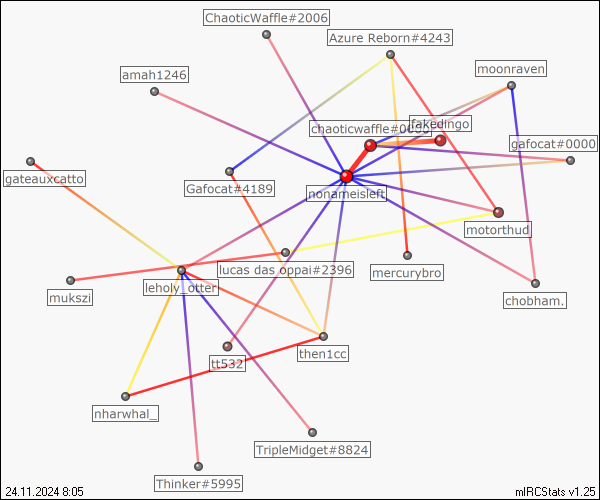 ChaoticWaffle#2006
Azure Reborn#4243
moonraven
amah1246
fakedingo
chaoticwaffle#0
gafocat#0000
gateauxcatto
Gafocat#4189
nonameisleft
motorthud
lucas das oppai#2396
mercurybro
leholy_otter
mukszi
chobham.
then1cc
tt532
nharwhal_
TripleMidget#8824
Thinker#5995
24.11.2024 8:05
mIRCStats v1.25